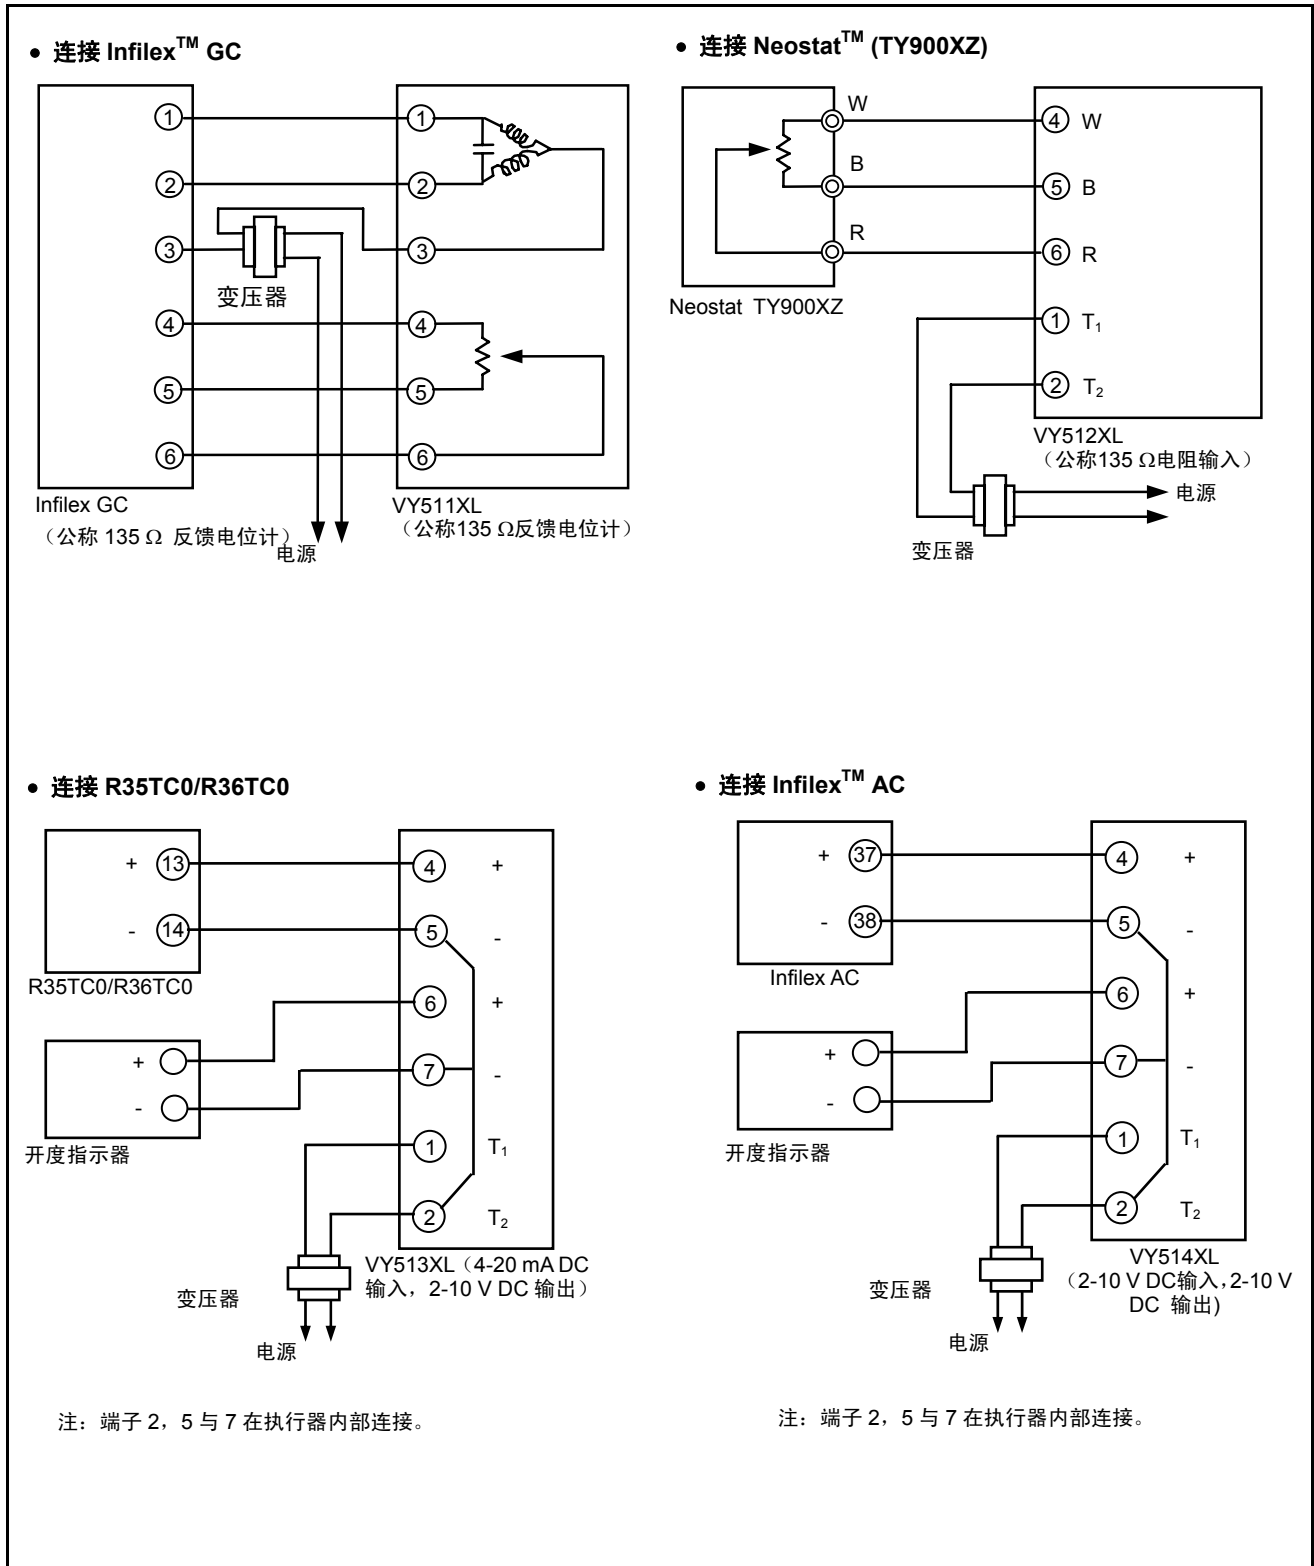 • 连接 Infilex™ GC
1
2
3
4
5
6
1
2
3
4
5
6
变压器
Infilex GC
（公称 135 Ω 反馈电位计）
电源
VY511XL
（公称135 Ω反馈电位计）
• 连接 Neostat™ (TY900XZ)
W
B
R
Neostat TY900XZ
4 W
5 B
6 R
1 T₁
2 T₂
VY512XL
（公称135 Ω电阻输入）
电源
变压器
• 连接 R35TC0/R36TC0
+ 13
- 14
R35TC0/R36TC0
+
-
开度指示器
4 +
5 -
6 +
7 -
1 T₁
2 T₂
VY513XL（4-20 mA DC
输入，2-10 V DC 输出）
变压器
电源
注：端子 2，5 与 7 在执行器内部连接。
• 连接 Infilex™ AC
+ 37
- 38
Infilex AC
+
-
开度指示器
4 +
5 -
6 +
7 -
1 T₁
2 T₂
VY514XL
（2-10 V DC输入，2-10 V
DC 输出)
变压器
电源
注：端子 2，5 与 7 在执行器内部连接。